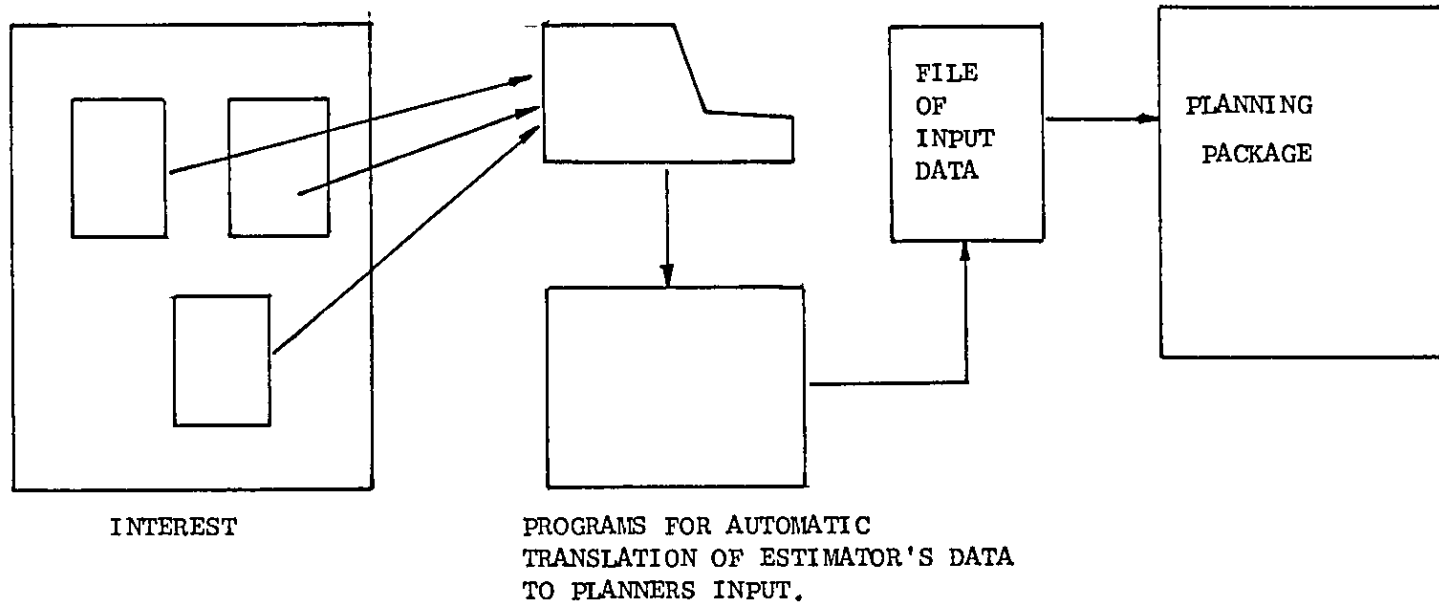 FILE
OF
INPUT
DATA
PLANNING
PACKAGE
INTEREST
PROGRAMS FOR AUTOMATIC
TRANSLATION OF ESTIMATOR'S DATA
TO PLANNERS INPUT.